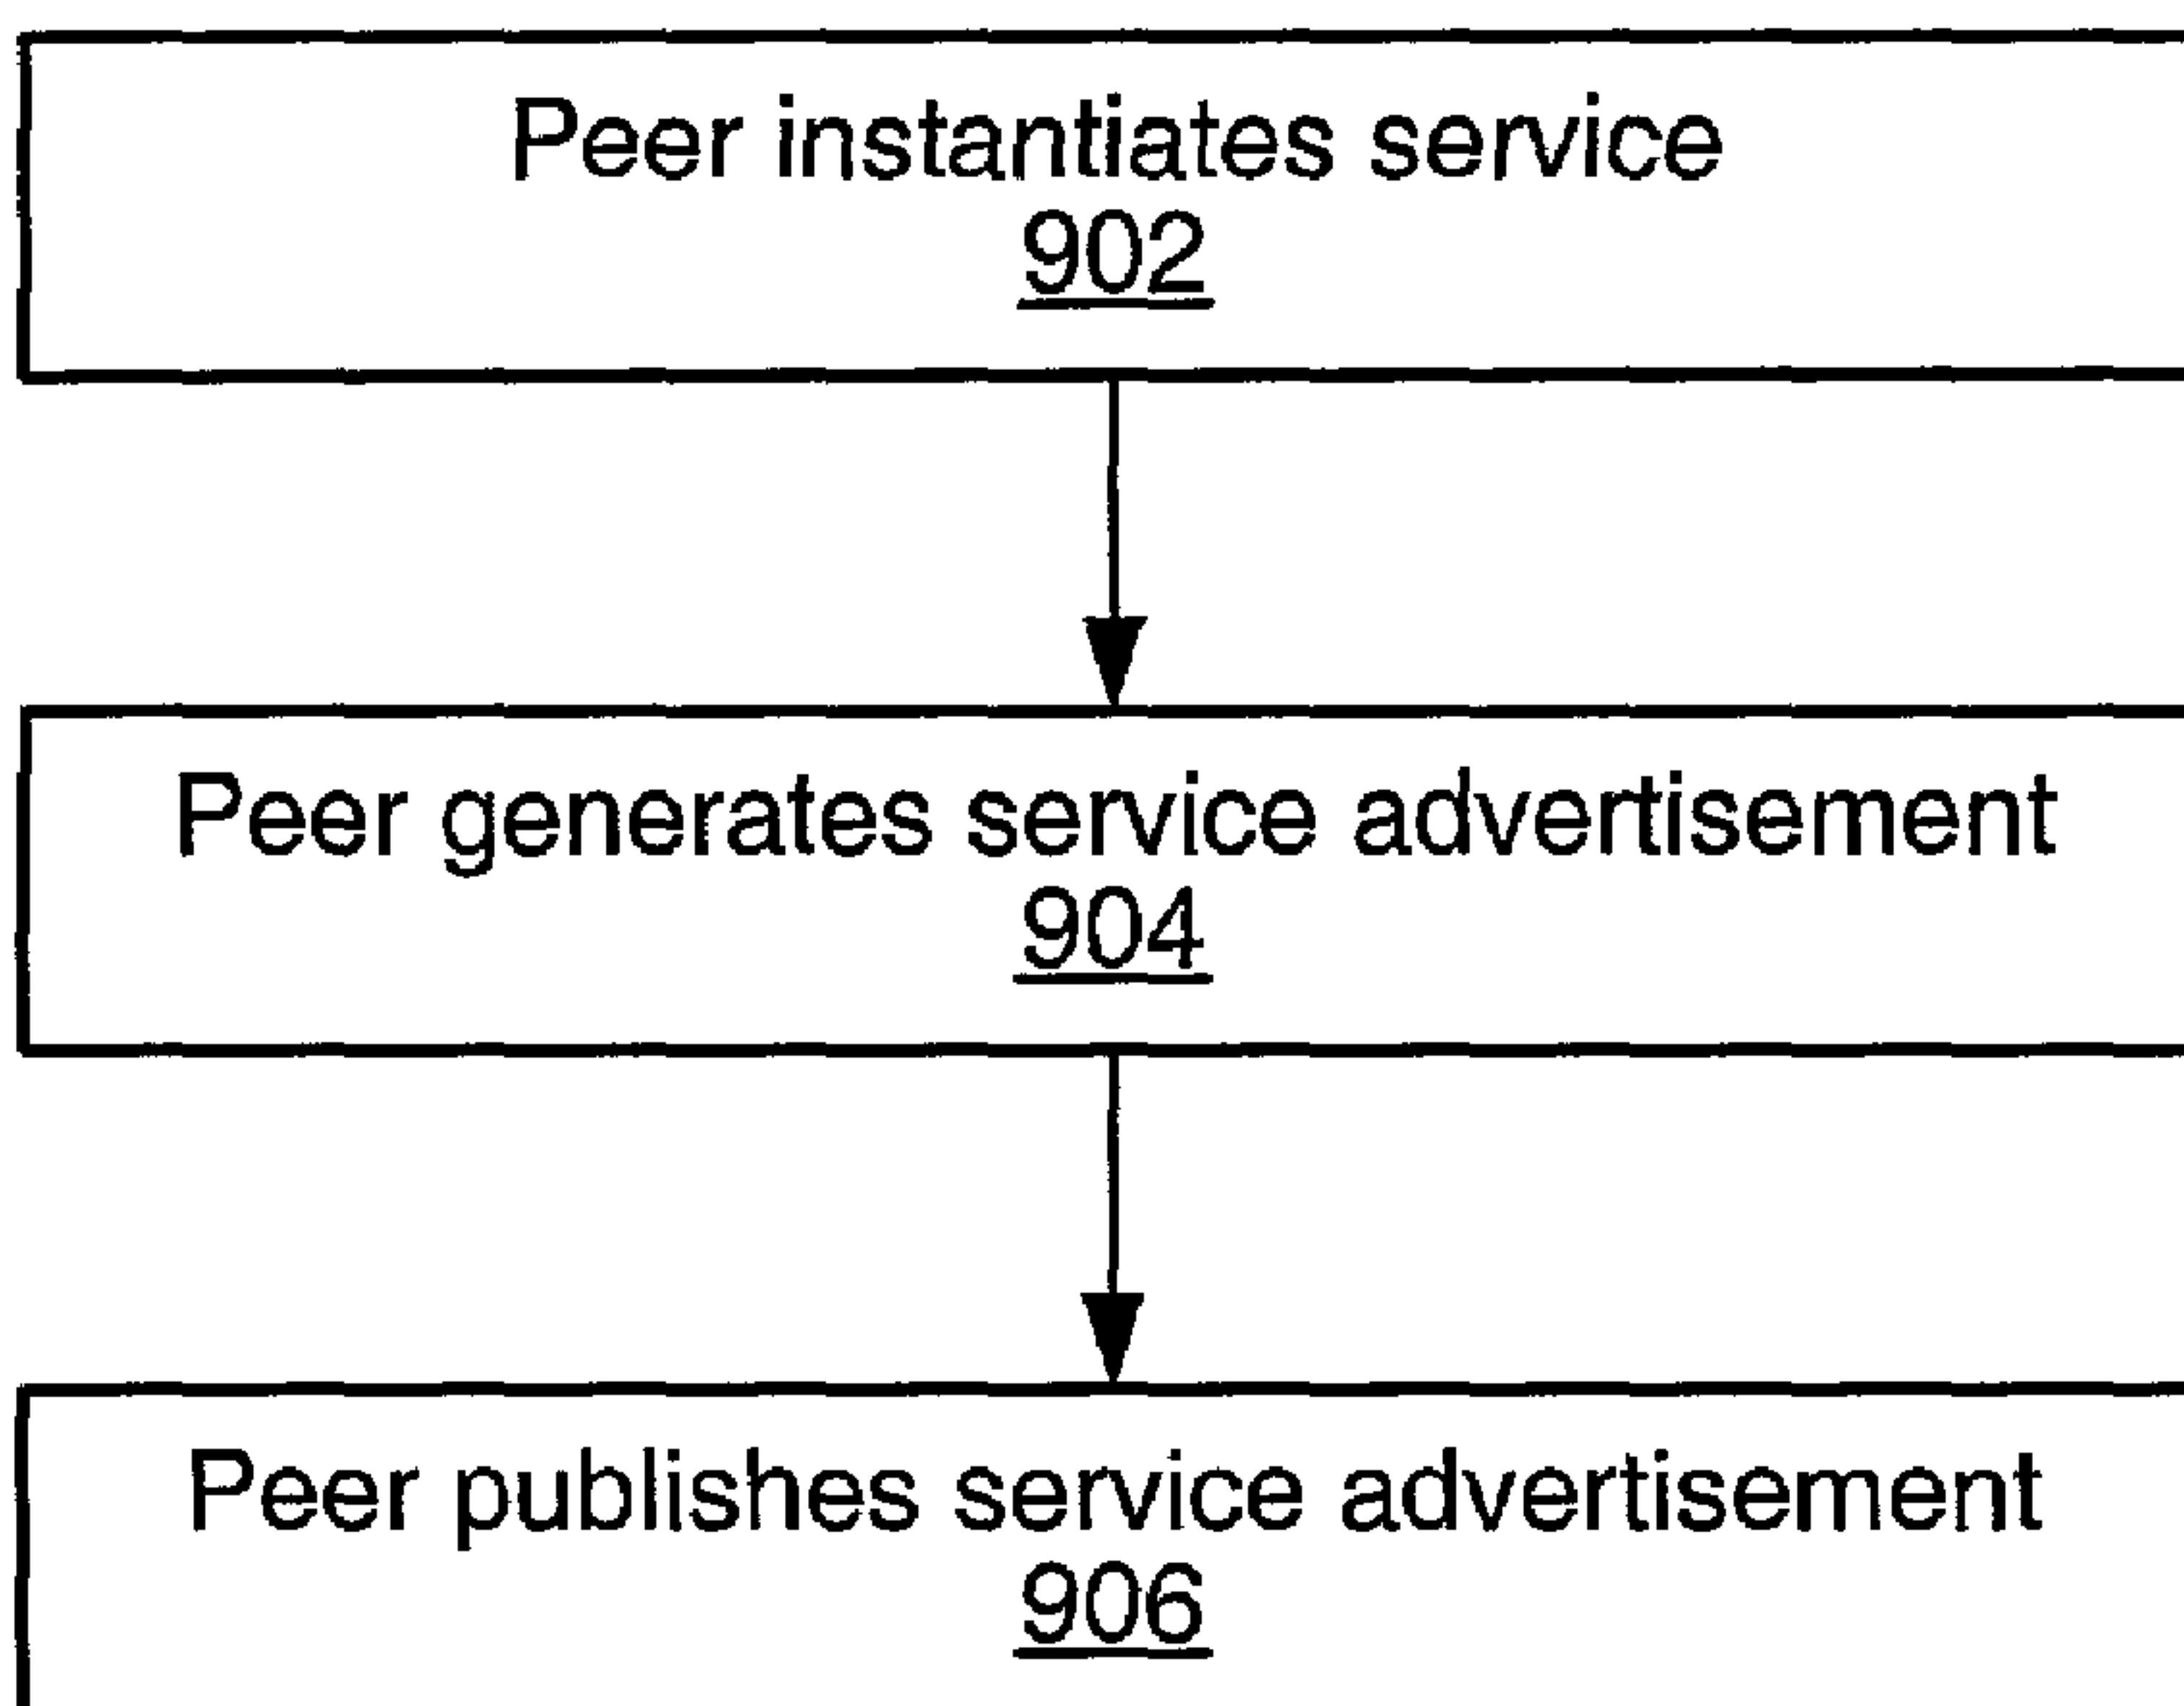 Peer instantiates service
902
Peer generates service advertisement
904
Peer publishes service advertisement
906